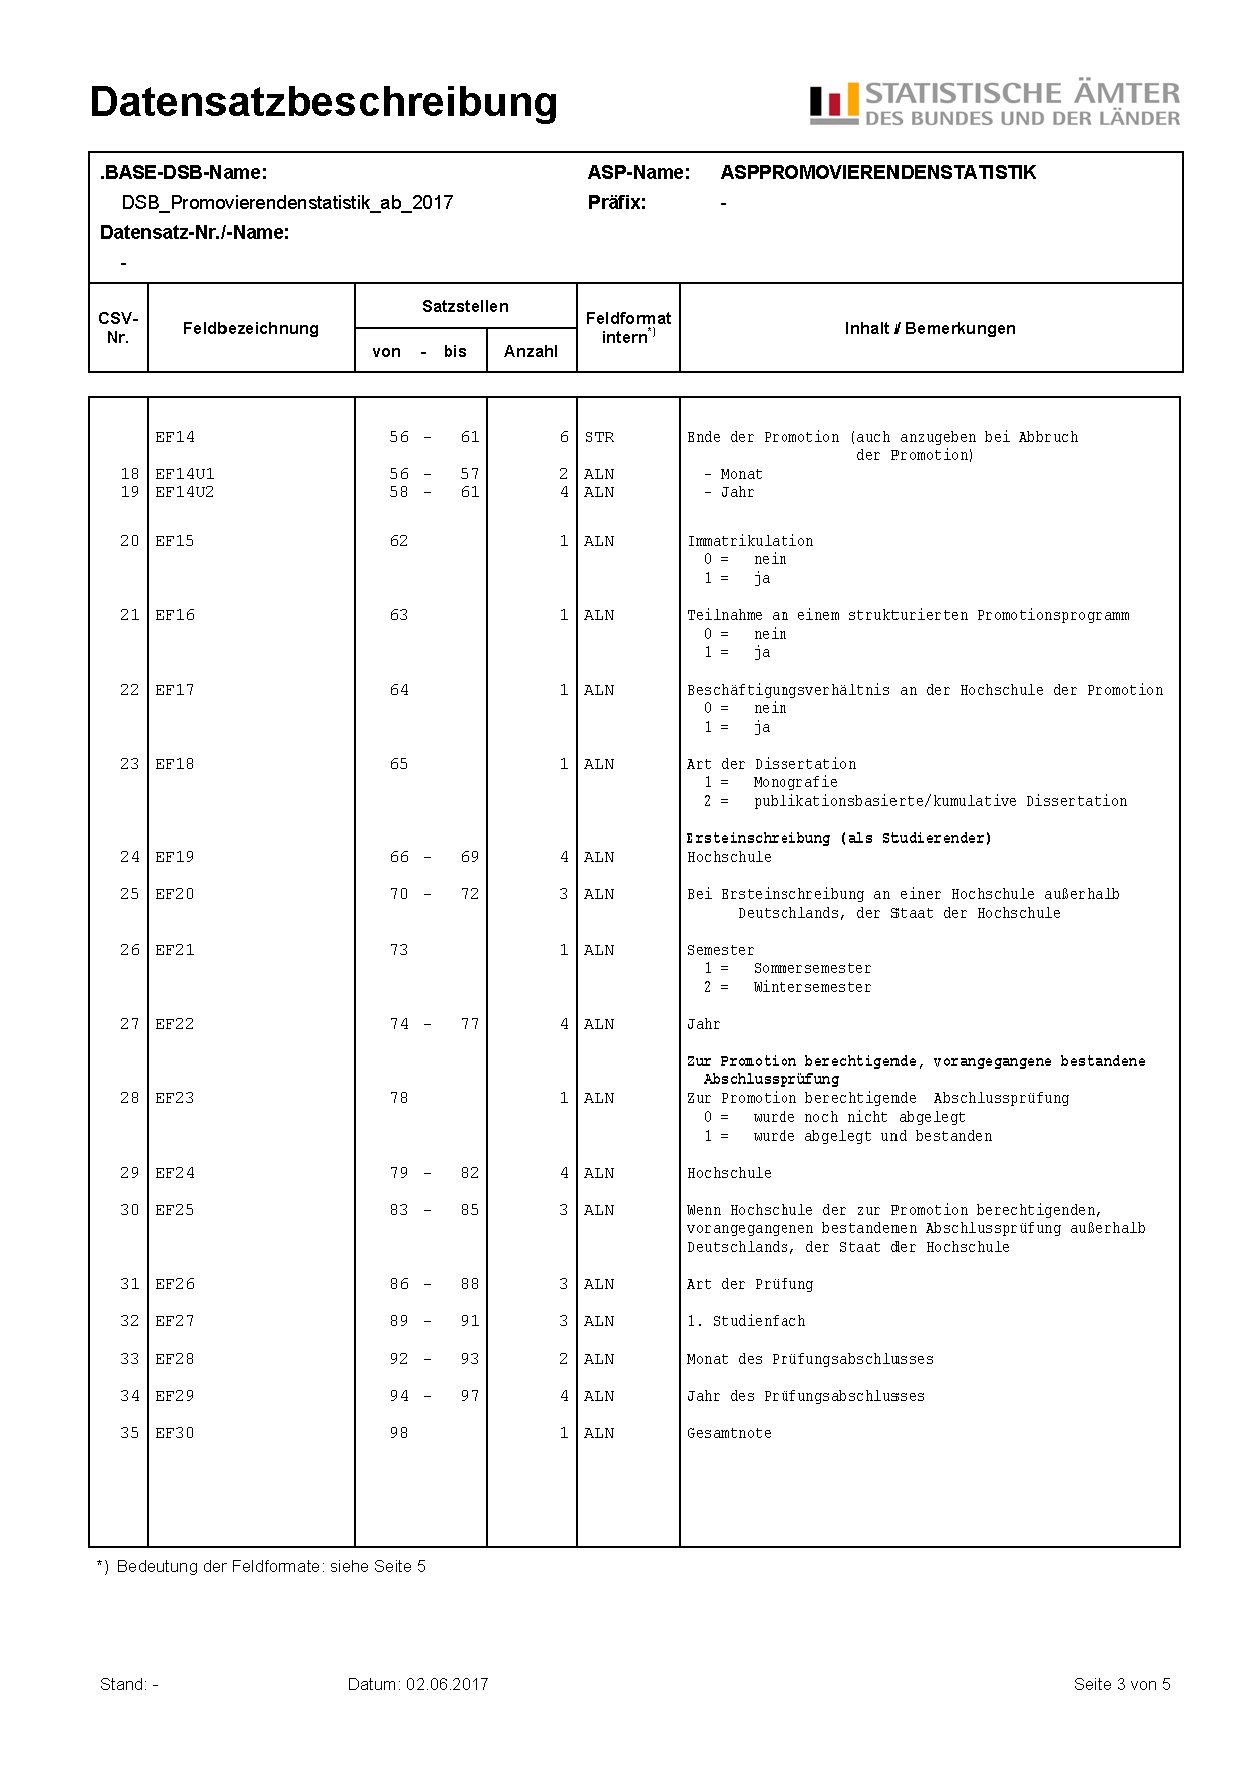 Datensatzbeschreibung
STATISTISCHE ÄMTER
DES BUNDES UND DER LÄNDER
.BASE-DSB-Name: ASP-Name: ASPPROMOVIERENDENSTATISTIK
DSB_Promovierendenstatistik_ab_2017 Präfix: -
Datensatz-Nr./-Name:
-
CSV-Nr. Feldbezeichnung Satzstellen Feldformat intern*) Inhalt // Bemerkungen
von - bis Anzahl
EF14 56 - 61 6 STR Ende der Promotion (auch anzugeben bei Abbruch
der Promotion)
18 EF14U1 56 - 57 2 ALN - Monat
19 EF14U2 58 - 61 4 ALN - Jahr
20 EF15 62 1 ALN Immatrikulation
0 = nein
1 = ja
21 EF16 63 1 ALN Teilnahme an einem strukturierten Promotionsprogramm
0 = nein
1 = ja
22 EF17 64 1 ALN Beschäftigungsverhältnis an der Hochschule der Promotion
0 = nein
1 = ja
23 EF18 65 1 ALN Art der Dissertation
1 = Monografie
2 = publikationsbasierte/kumulative Dissertation
Ersteinschreibung (als Studierender)
24 EF19 66 - 69 4 ALN Hochschule
25 EF20 70 - 72 3 ALN Bei Ersteinschreibung an einer Hochschule außerhalb
Deutschlands, der Staat der Hochschule
26 EF21 73 1 ALN Semester
1 = Sommersemester
2 = Wintersemester
27 EF22 74 - 77 4 ALN Jahr
Zur Promotion berechtigende, vorangegangene bestandene
Abschlussprüfung
28 EF23 78 1 ALN Zur Promotion berechtigende Abschlussprüfung
0 = wurde noch nicht abgelegt
1 = wurde abgelegt und bestanden
29 EF24 79 - 82 4 ALN Hochschule
30 EF25 83 - 85 3 ALN Wenn Hochschule der zur Promotion berechtigenden,
vorangegangenen bestandenen Abschlussprüfung außerhalb
Deutschlands, der Staat der Hochschule
31 EF26 86 - 88 3 ALN Art der Prüfung
32 EF27 89 - 91 3 ALN 1. Studienfach
33 EF28 92 - 93 2 ALN Monat des Prüfungsabschlusses
34 EF29 94 - 97 4 ALN Jahr des Prüfungsabschlusses
35 EF30 98 1 ALN Gesamtnote
*) Bedeutung der Feldformate: siehe Seite 5
Stand: - Datum: 02.06.2017 Seite 3 von 5